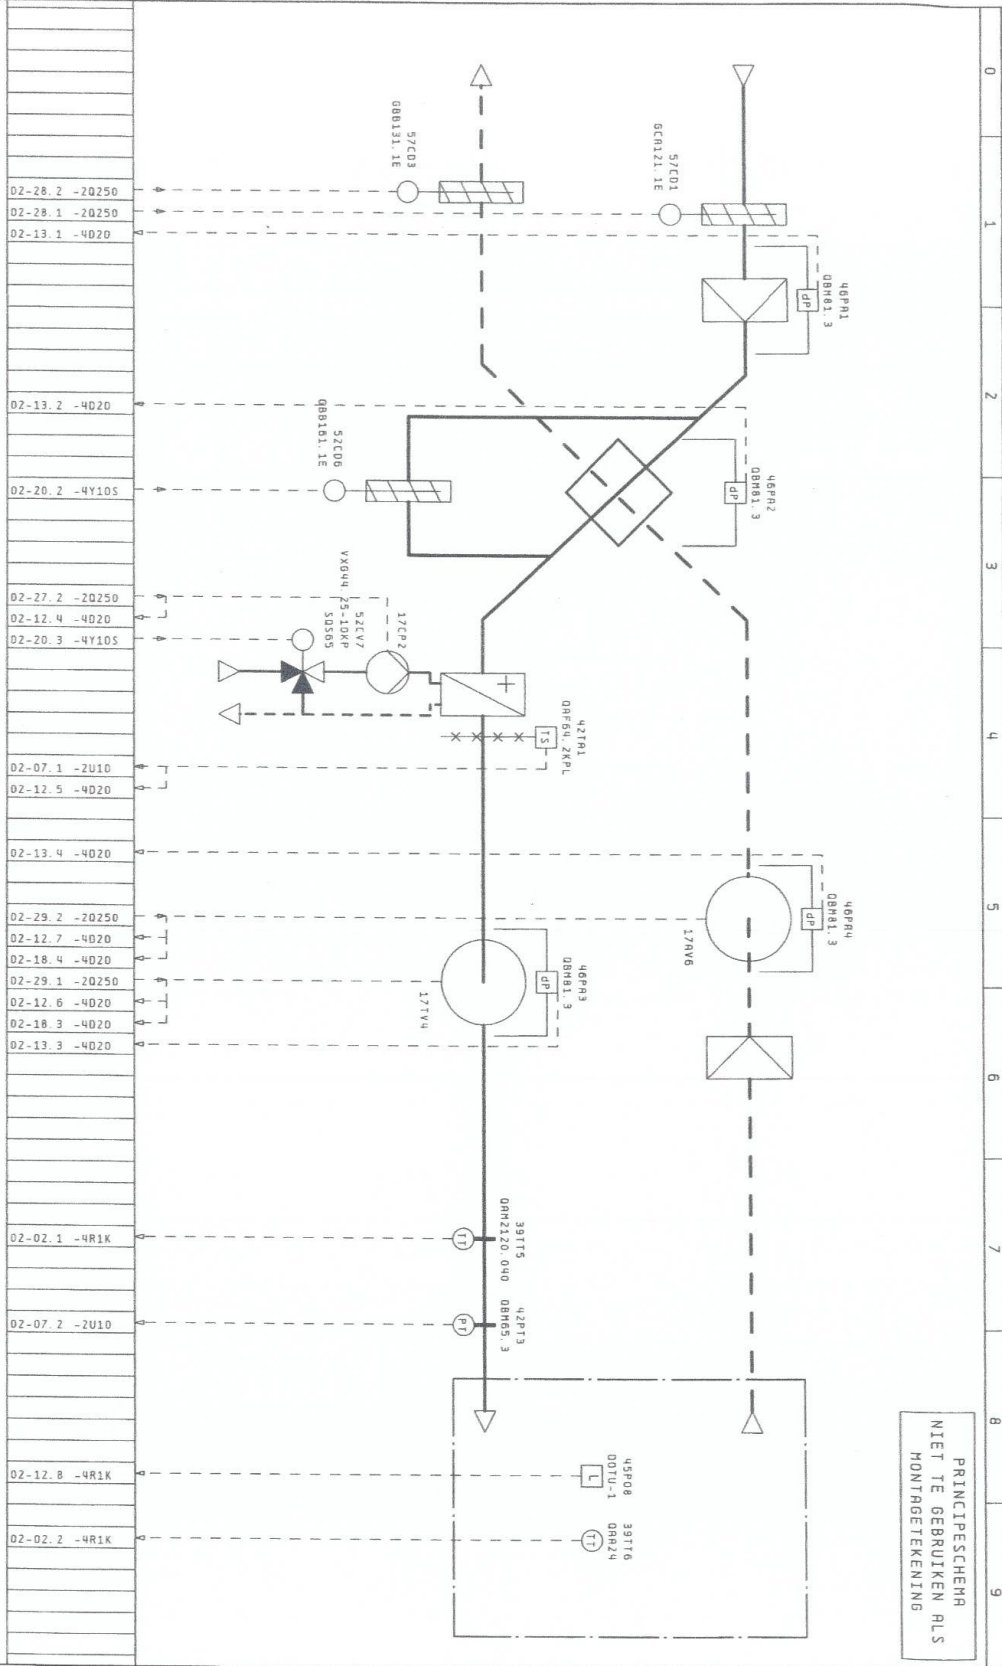 0
1
2
3
4
5
6
7
8
9
PRINCIPESCHEMA
NIET TE GEBRUIKEN ALS
MONTAGETEKENING
57CD1
GCA121.1E
57CD3
GBB131.1E
46PA1
QBM81.3
dP
46PA2
QBM81.3
dP
52CD6
GBB161.1E
17CP2
52CV7
VXG44.25-10KP
SQS65
+
42TA1
QAF64.2KPL
TS
46PA4
QBM81.3
dP
17AV6
46PA3
QBM81.3
dP
17TV4
39TT5
QAM2120.040
TT
42PT3
QBM65.3
PT
45PO8
DOTU-1
L
39TT6
QAA24
TT
02-28.2 -2Q250
02-28.1 -2Q250
02-13.1 -4D20
02-13.2 -4D20
02-20.2 -4Y10S
02-27.2 -2Q250
02-12.4 -4D20
02-20.3 -4Y10S
02-07.1 -2U10
02-12.5 -4D20
02-13.4 -4D20
02-29.2 -2Q250
02-12.7 -4D20
02-18.4 -4D20
02-29.1 -2Q250
02-12.6 -4D20
02-18.3 -4D20
02-13.3 -4D20
02-02.1 -4R1K
02-07.2 -2U10
02-12.8 -4R1K
02-02.2 -4R1K